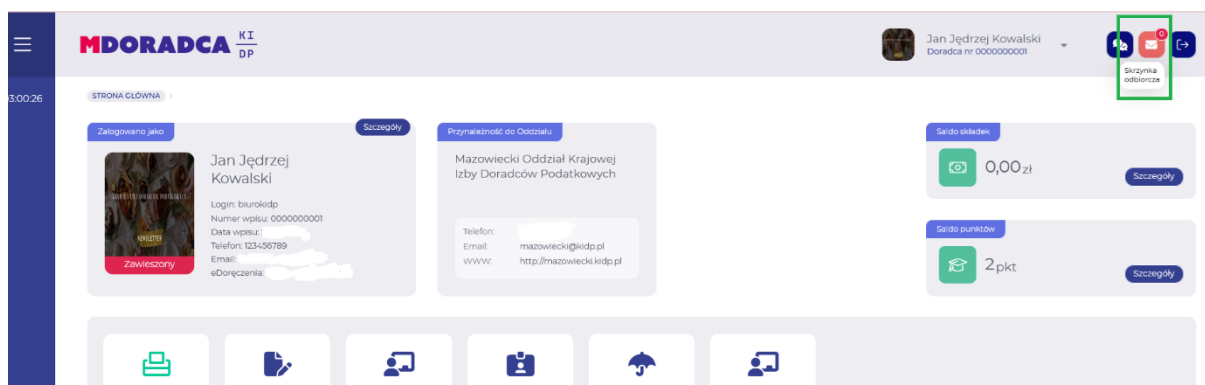 MDORADCA KI DP
Jan Jędrzej Kowalski
Doradca nr 0000000001
0
Skrzynka
odbiorcza
3:00:26
STRONA GŁÓWNA >
Zalogowano jako
Szczegóły
Jan Jędrzej
Kowalski
Login: biurokidp
Numer wpisu: 0000000001
Data wpisu:
Telefon: 123456789
Email:
eDoręczenia:
NEWSLETTER
Zawieszony
Przynależność do Oddziału
Mazowiecki Oddział Krajowej
Izby Doradców Podatkowych
Telefon:
Email: mazowiecki@kidp.pl
WWW: http://mazowiecki.kidp.pl
Saldo składek
0,00 zł
Szczegóły
Saldo punktów
2 pkt
Szczegóły